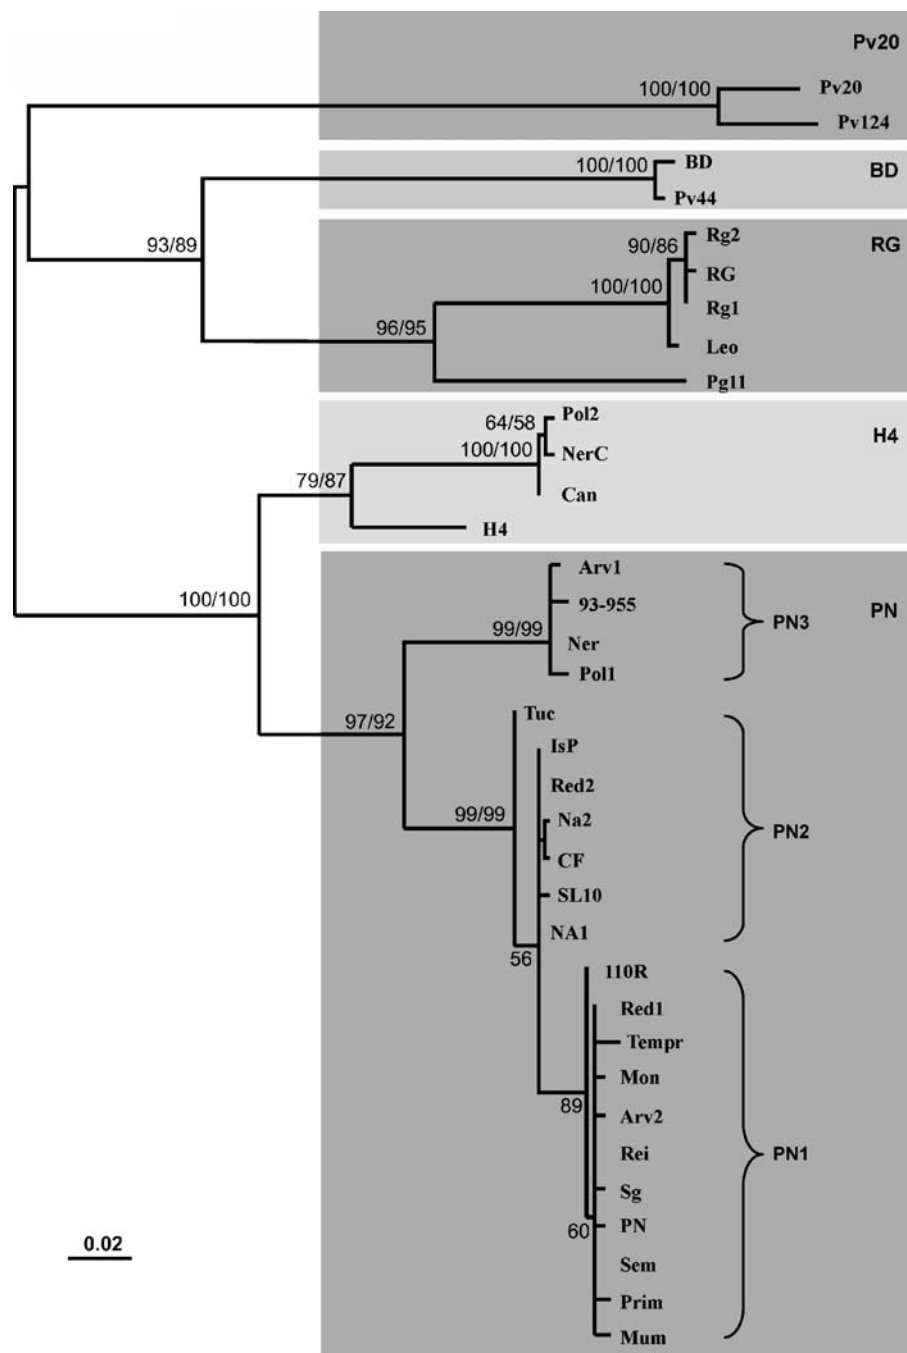 Pv20
100/100
Pv20
Pv124
BD
100/100
BD
Pv44
RG
93/89
90/86
Rg2
RG
100/100
Rg1
96/95
Leo
Pg11
H4
64/58
Pol2
100/100
NerC
79/87
Can
H4
PN
100/100
Arv1
93-955
99/99
Ner
Pol1
PN3
97/92
Tuc
IsP
Red2
99/99
Na2
CF
SL10
NA1
PN2
56
110R
Red1
Tempr
Mon
89
Arv2
Rei
PN1
Sg
60
PN
Sem
Prim
Mum
0.02